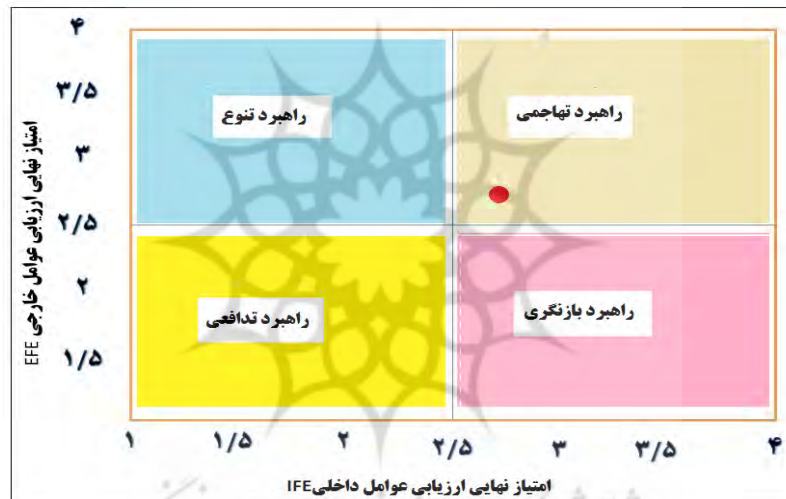 ۴
۳/۵
۳
۲/۵
۲
۱/۵
امتیاز نهایی ارزیابی عوامل خارجی EFE
راهبرد تهاجمی
راهبرد تنوع
راهبرد بازنگری
راهبرد تدافعی
۱ ۱/۵ ۲ ۲/۵ ۳ ۳/۵ ۴
امتیاز نهایی ارزیابی عوامل داخلیIFE